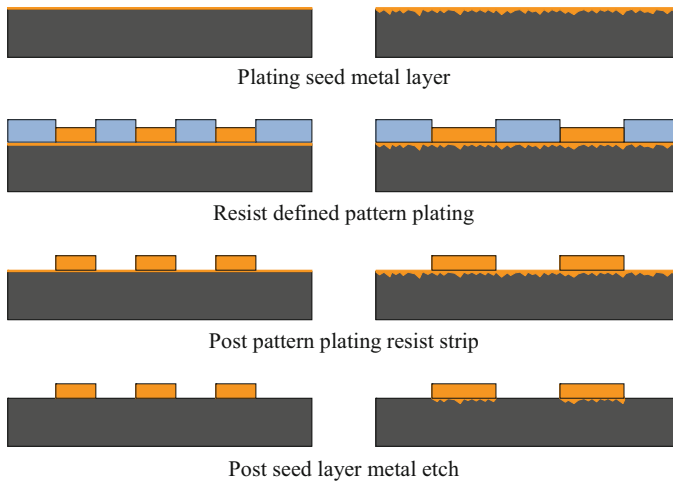 Plating seed metal layer
Resist defined pattern plating
Post pattern plating resist strip
Post seed layer metal etch